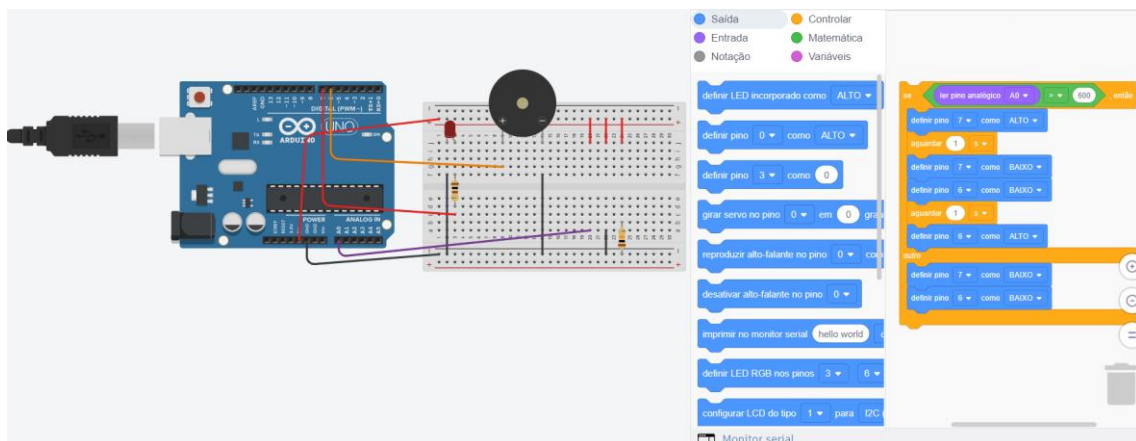 Saída
Controlar
Entrada
Matemática
Notação
Variáveis
definir LED incorporado como ALTO
definir pino 0 como ALTO
definir pino 3 como 0
girar servo no pino 0 em 0
reproduzir alto-falante no pino 0
desativar alto-falante no pino 0
imprimir no monitor serial hello world
definir LED RGB nos pinos 3 6
configurar LCD do tipo 1 para I2C
Monitor serial
se ler pino analógico A0 > 600 , então
definir pino 7 como ALTO
aguardar 1 s
definir pino 7 como BAIXO
definir pino 6 como BAIXO
aguardar 1 s
definir pino 6 como ALTO
outro
definir pino 7 como BAIXO
definir pino 6 como BAIXO
DIGITAL (PWM~)
UNO
ARDUINO
POWER
ANALOG IN